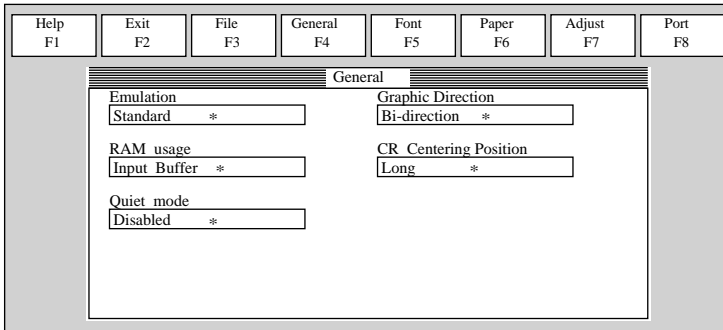 Help Exit File General Font Paper Adjust Port
F1 F2 F3 F4 F5 F6 F7 F8
General
Emulation
Standard *
RAM usage
Input Buffer *
Quiet mode
Disabled *
Graphic Direction
Bi-direction *
CR Centering Position
Long *